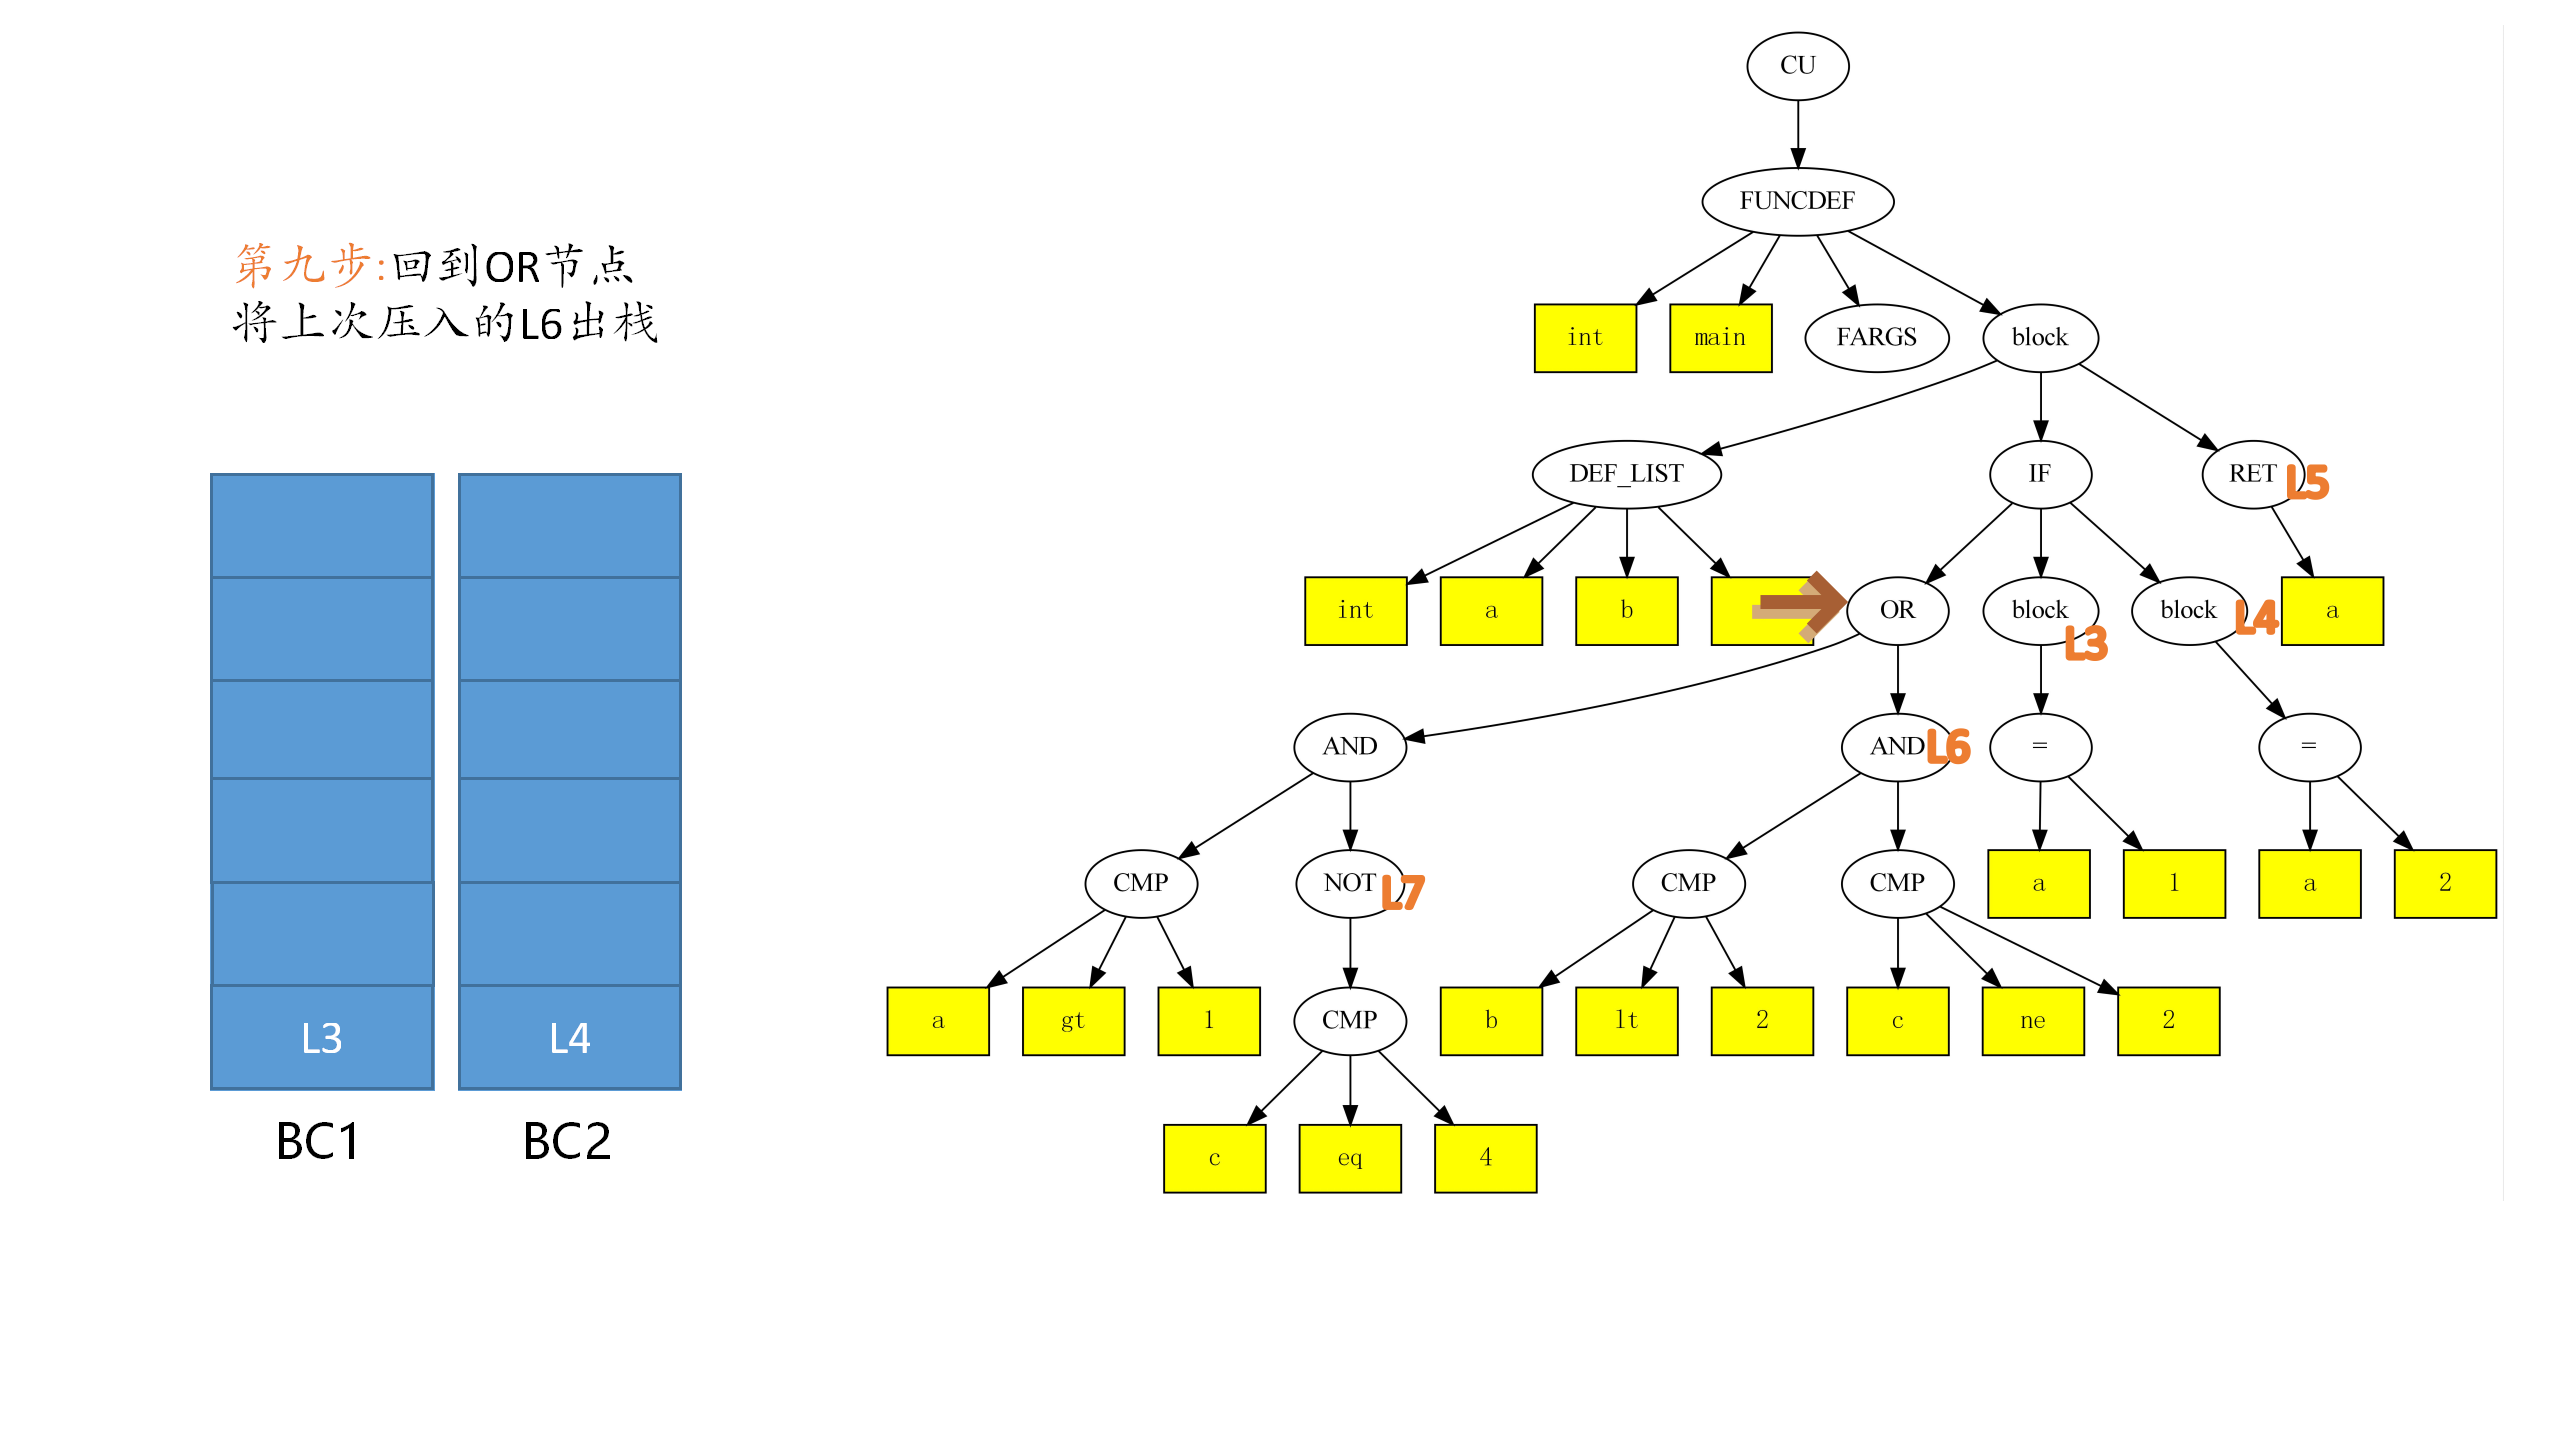 第九步:回到OR节点
将上次压入的L6出栈
L3
L4
BC1
BC2
CU
FUNCDEF
int
main
FARGS
block
DEF_LIST
IF
RET
L5
int
a
b
OR
block
L3
block
L4
a
AND
AND
L6
=
=
CMP
NOT
L7
CMP
CMP
a
1
a
2
a
gt
1
CMP
b
lt
2
c
ne
2
c
eq
4